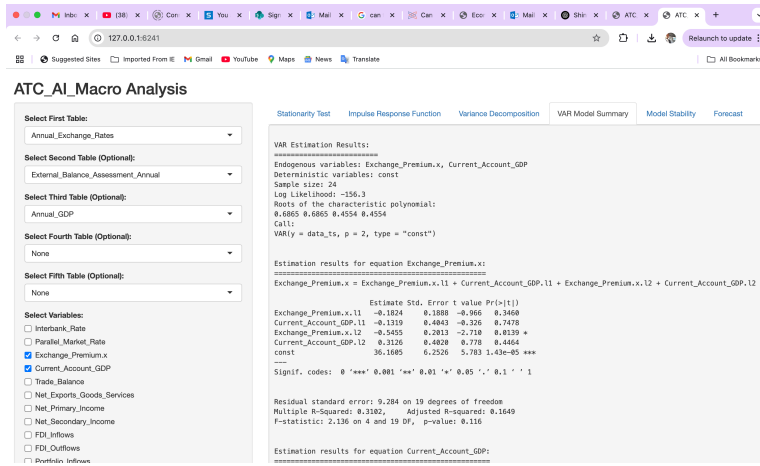 Inbo
(38)
Con
You
Sign
Mail
G can
Can
Ecor
Mail
Shin
ATC
ATC
127.0.0.1:6241
Relaunch to update
Suggested Sites
Imported From IE
Gmail
YouTube
Maps
News
Translate
All Bookmarks
ATC_AI_Macro Analysis
Select First Table:
Annual_Exchange_Rates
Select Second Table (Optional):
External_Balance_Assessment_Annual
Select Third Table (Optional):
Annual_GDP
Select Fourth Table (Optional):
None
Select Fifth Table (Optional):
None
Select Variables:
Interbank_Rate
Parallel_Market_Rate
Exchange_Premium.x
Current_Account_GDP
Trade_Balance
Net_Exports_Goods_Services
Net_Primary_Income
Net_Secondary_Income
FDI_Inflows
FDI_Outflows
Portfolio_Inflows
Stationarity Test Impulse Response Function Variance Decomposition VAR Model Summary Model Stability Forecast
VAR Estimation Results:
=========================
Endogenous variables: Exchange_Premium.x, Current_Account_GDP
Deterministic variables: const
Sample size: 24
Log Likelihood: -156.3
Roots of the characteristic polynomial:
0.6865 0.6865 0.4554 0.4554
Call:
VAR(y = data_ts, p = 2, type = "const")
Estimation results for equation Exchange_Premium.x:
===================================================
Exchange_Premium.x = Exchange_Premium.x.l1 + Current_Account_GDP.l1 + Exchange_Premium.x.l2 + Current_Account_GDP.l2
Estimate Std. Error t value Pr(>|t|)
Exchange_Premium.x.l1 -0.1824 0.1888 -0.966 0.3460
Current_Account_GDP.l1 -0.1319 0.4043 -0.326 0.7478
Exchange_Premium.x.l2 -0.5455 0.2013 -2.710 0.0139 *
Current_Account_GDP.l2 0.3126 0.4020 0.778 0.4464
const 36.1605 6.2526 5.783 1.43e-05 ***
---
Signif. codes: 0 '***' 0.001 '**' 0.01 '*' 0.05 '.' 0.1 ' ' 1
Residual standard error: 9.284 on 19 degrees of freedom
Multiple R-Squared: 0.3102, Adjusted R-squared: 0.1649
F-statistic: 2.136 on 4 and 19 DF, p-value: 0.116
Estimation results for equation Current_Account_GDP:
====================================================